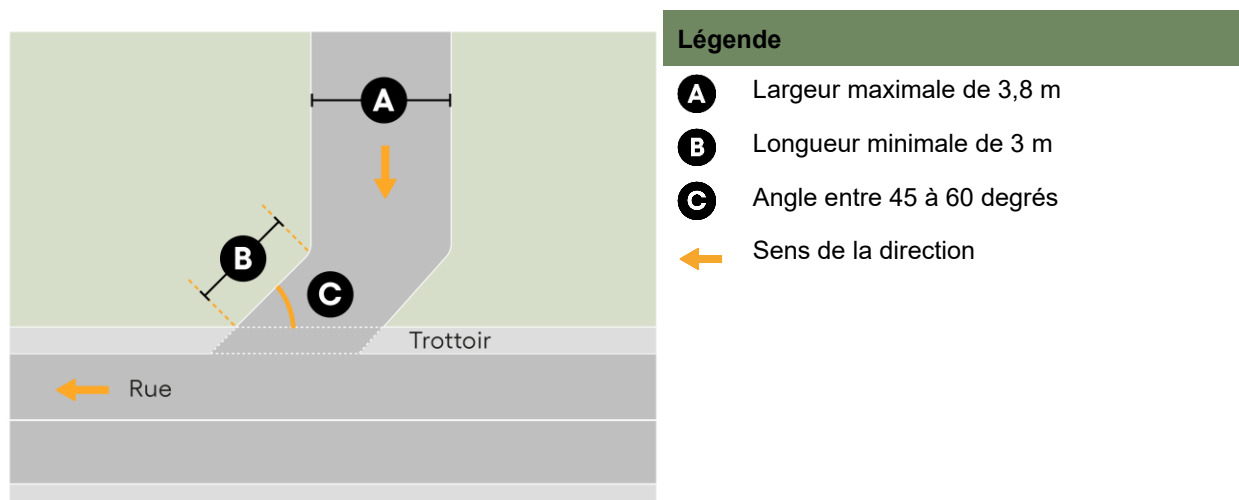 A
B
C
Trottoir
Rue
Légende
A Largeur maximale de 3,8 m
B Longueur minimale de 3 m
C Angle entre 45 à 60 degrés
Sens de la direction